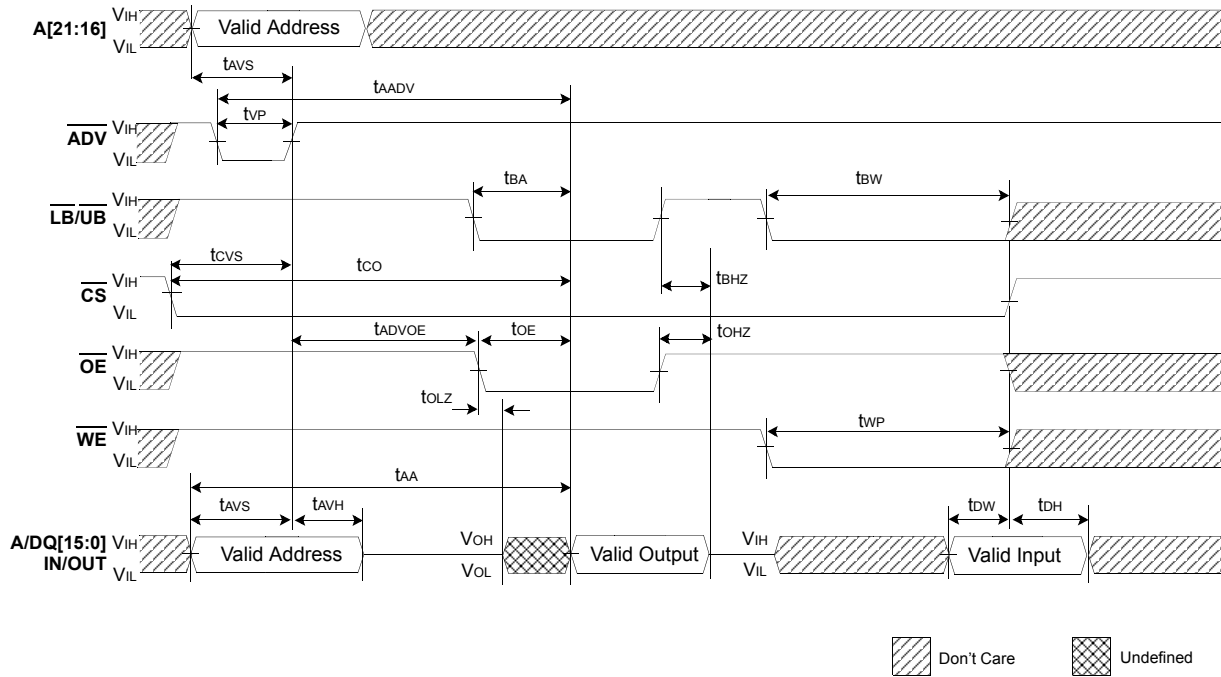 A[21:16] VIH Valid Address
VIL
tAVS
tAADV
tVP
ADV VIH
VIL
tBA
tBW
LB/UB VIH
VIL
tCVS
tCO
tBHZ
CS VIH
VIL
tADVOE tOE tOHZ
OE VIH
VIL
tOLZ
tWP
WE VIH
VIL
tAA
tAVS tAVH tDW tDH
A/DQ[15:0] VIH Valid Address VOH Valid Output VIH Valid Input
IN/OUT VIL VOL VIL
Don't Care Undefined